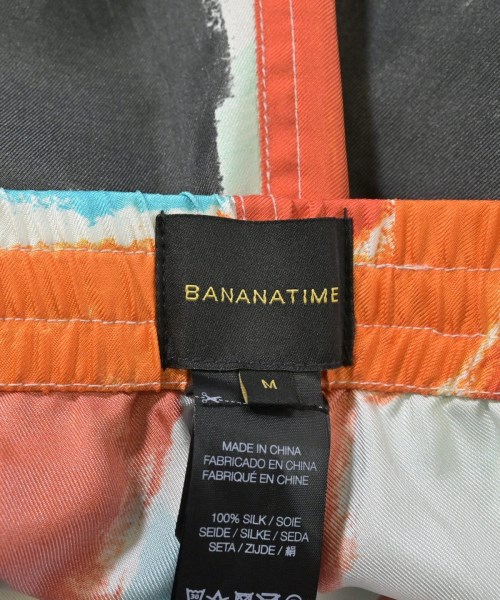 BANANATIME
M
MADE IN CHINA
FABRICADO EN CHINA
FABRIQUÉ EN CHINE
100% SILK / SOIE
SEIDE / SILKE / SEDA
SETA / ZIJDE / 絹